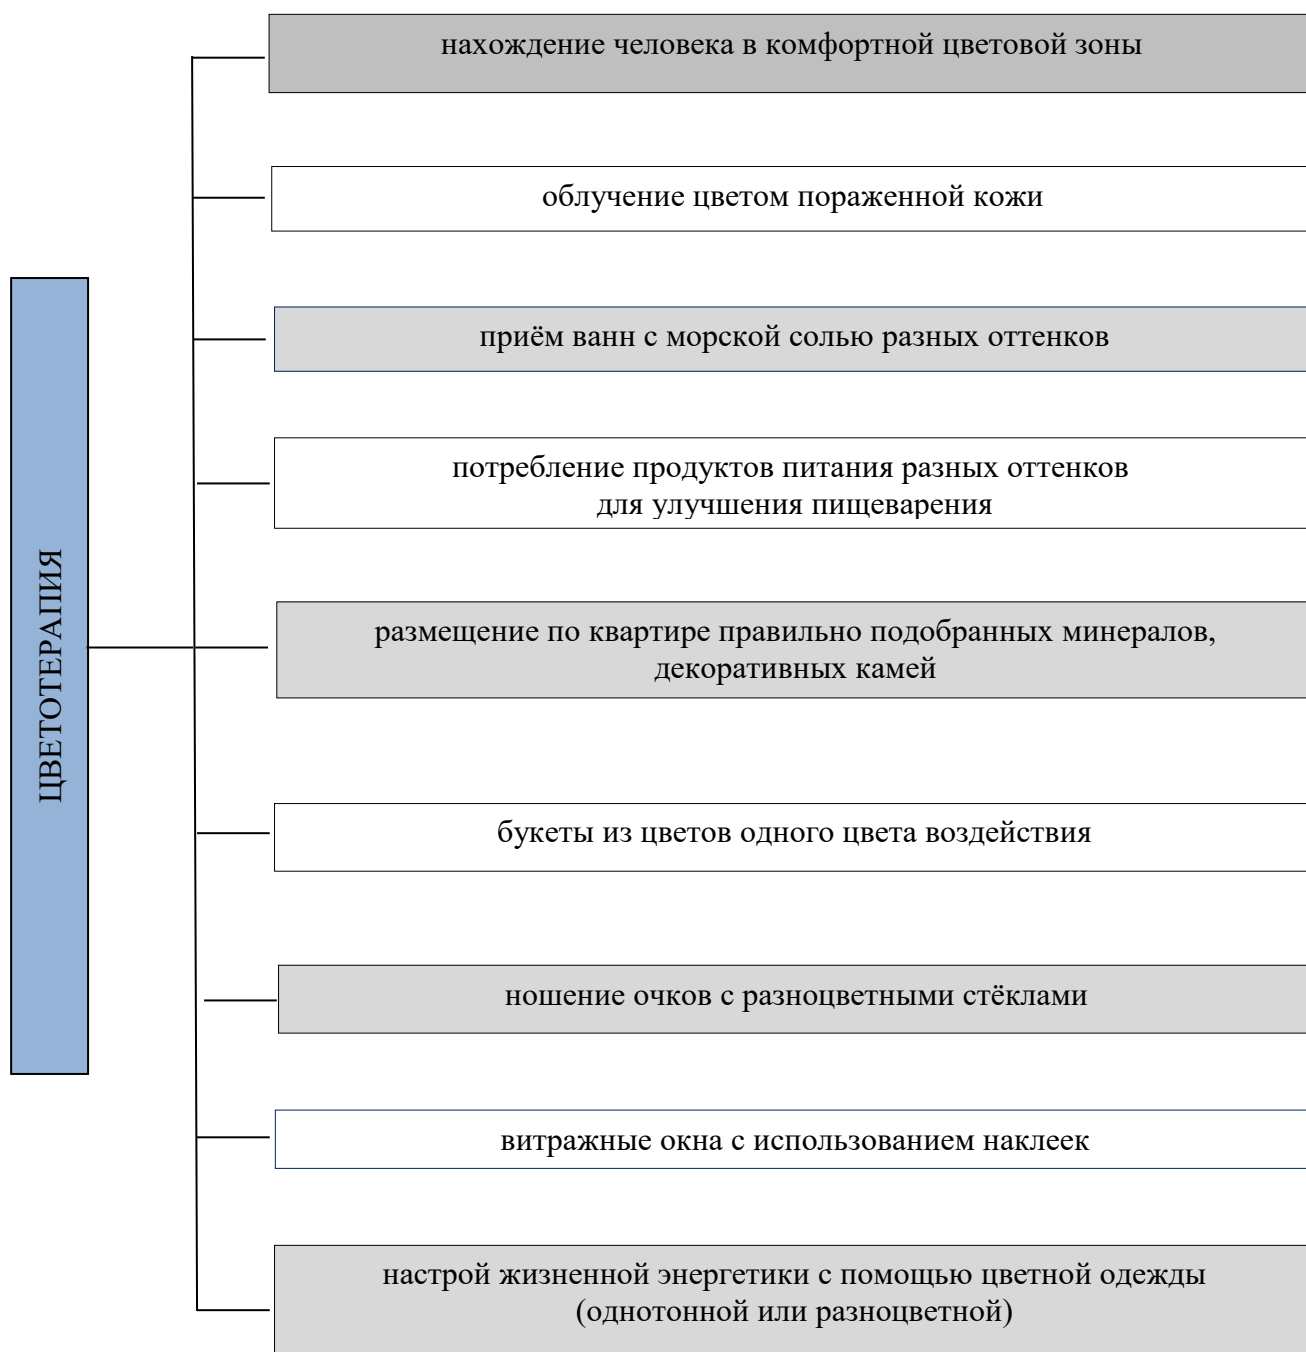 нахождение человека в комфортной цветовой зоны
облучение цветом пораженной кожи
приём ванн с морской солью разных оттенков
потребление продуктов питания разных оттенков
для улучшения пищеварения
ЦВЕТОТЕРАПИЯ
размещение по квартире правильно подобранных минералов,
декоративных камей
букеты из цветов одного цвета воздействия
ношение очков с разноцветными стёклами
витражные окна с использованием наклеек
настрой жизненной энергетики с помощью цветной одежды
(однотонной или разноцветной)